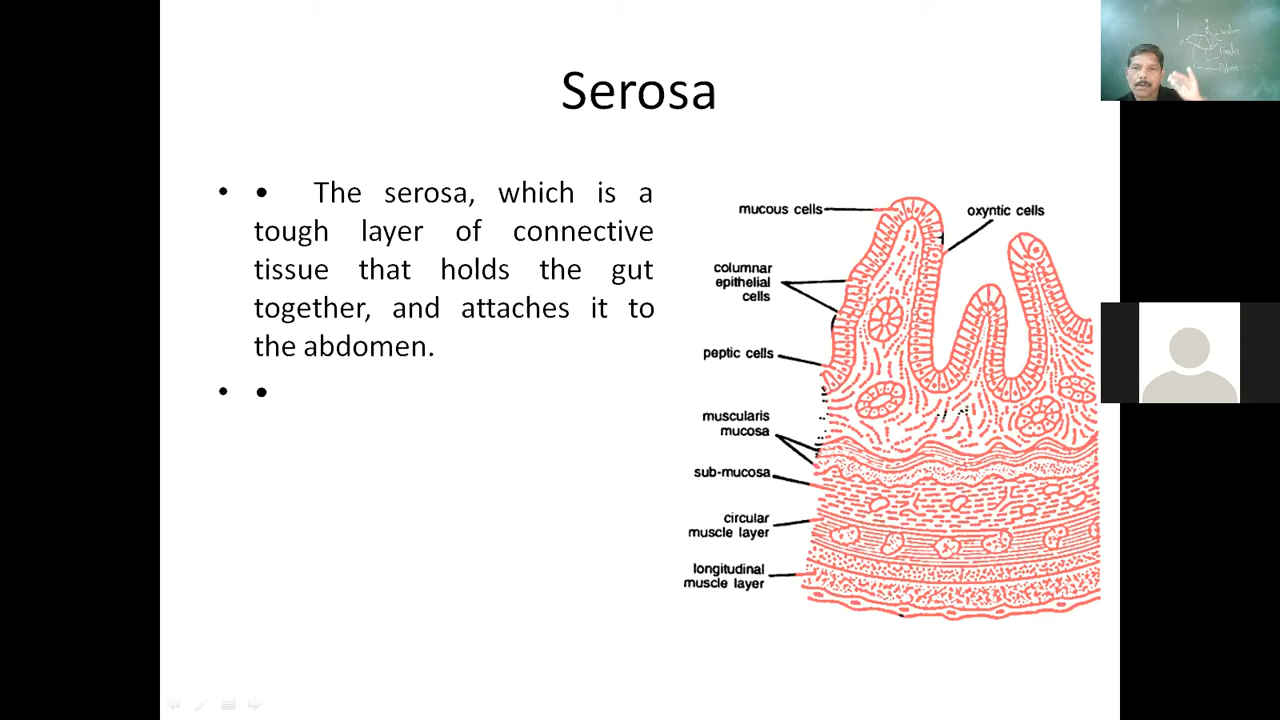 Serosa
• • The serosa, which is a
tough layer of connective
tissue that holds the gut
together, and attaches it to
the abdomen.
• •
mucous cells
oxyntic cells
columnar
epithelial
cells
peptic cells
muscularis
mucosa
sub-mucosa
circular
muscle layer
longitudinal
muscle layer